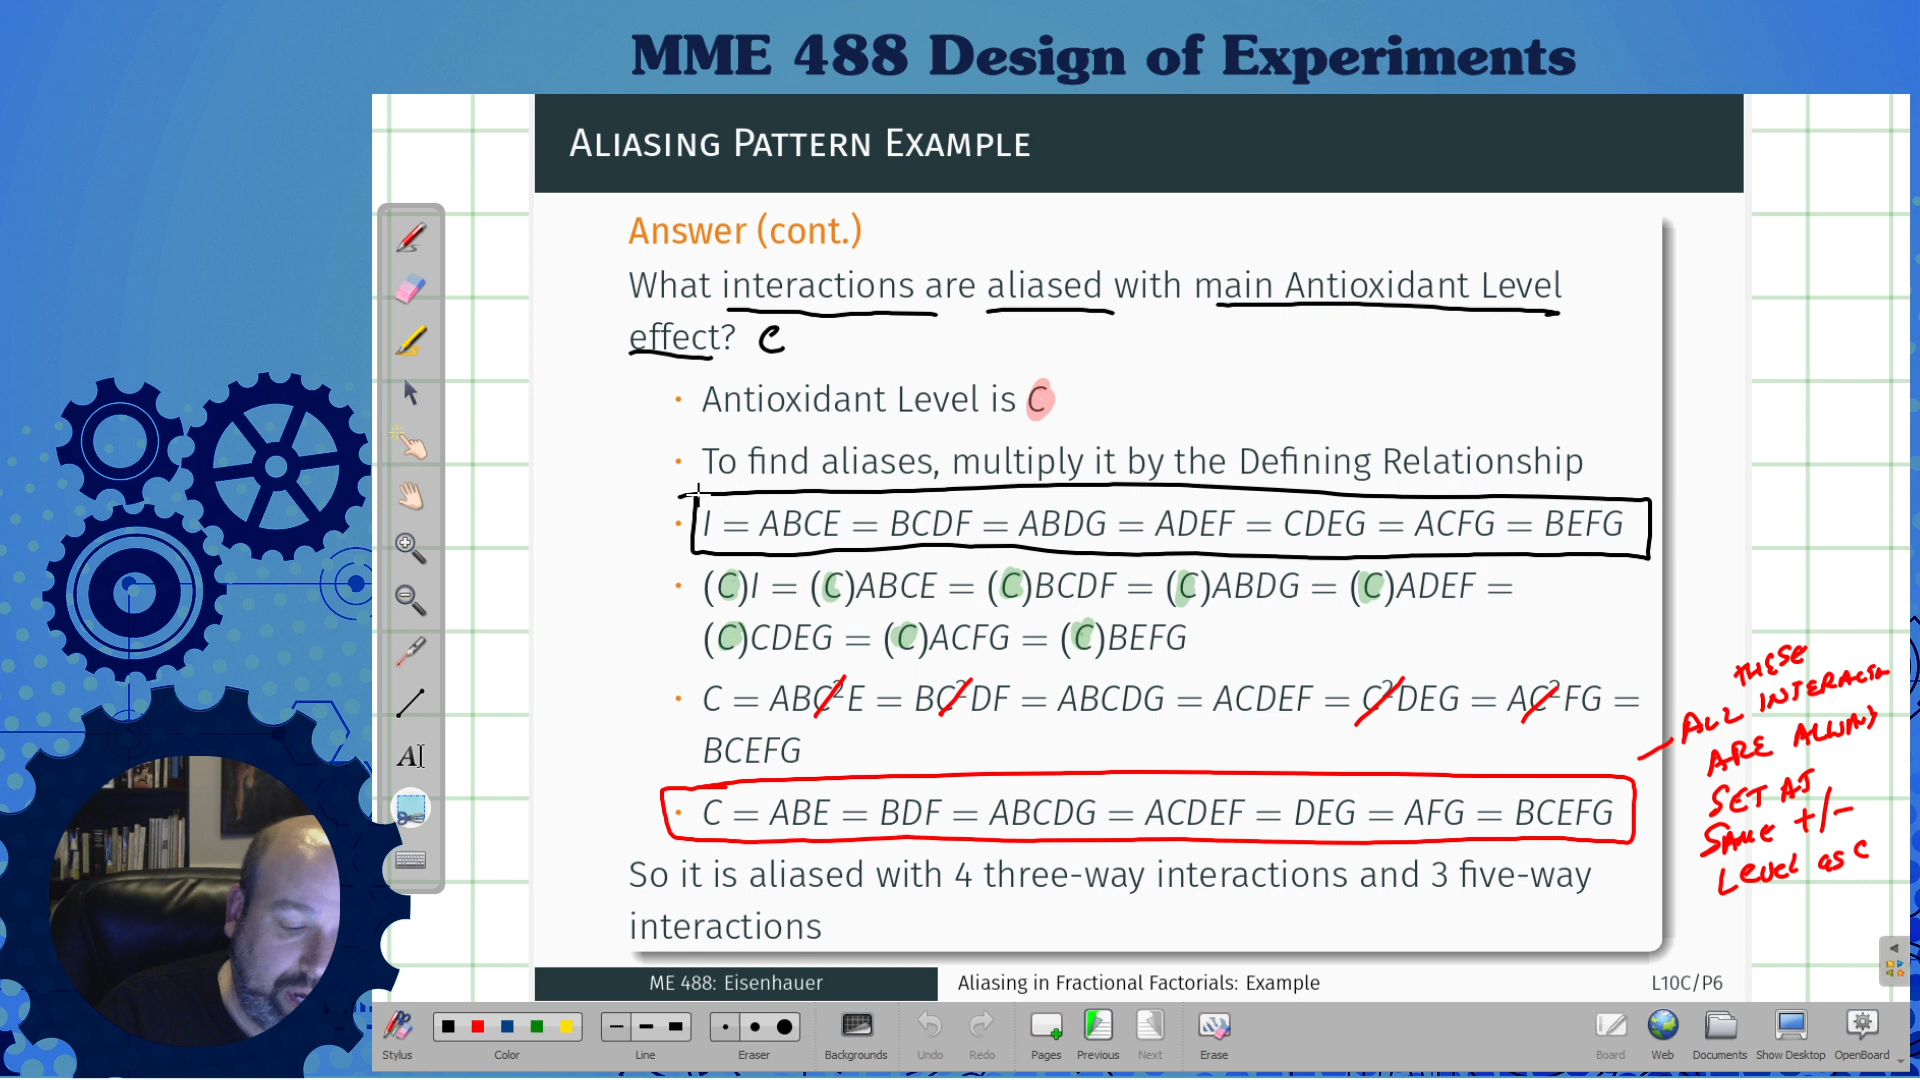 MME 488 Design of Experiments
ALIASING PATTERN EXAMPLE
Answer (cont.)
What interactions are aliased with main Antioxidant Level
effect? C
• Antioxidant Level is C
To find aliases, multiply it by the Defining Relationship
• I = ABCE = BCDF = ABDG = ADEF = CDEG = ACFG = BEFG
• (C)I = (C)ABCE = (C)BCDF = (C)ABDG = (C)ADEF =
(C)CDEG = (C)ACFG = (C)BEFG
• C = ABC²E = BC²DF = ABCDG = ACDEF = C²DEG = AC²FG =
BCEFG
• C = ABE = BDF = ABCDG = ACDEF = DEG = AFG = BCEFG
So it is aliased with 4 three-way interactions and 3 five-way
interactions
THESE
ALL
ARE
SET AS
SAME +/-
LEVEL AS C
ME 488: Eisenhauer
Aliasing in Fractional Factorials: Example
L10C/P6
Stylus
Color
Line
Eraser
Backgrounds
Undo
Redo
Pages
Previous
Next
Erase
Board
Web
Documents
Show Desktop
OpenBoard